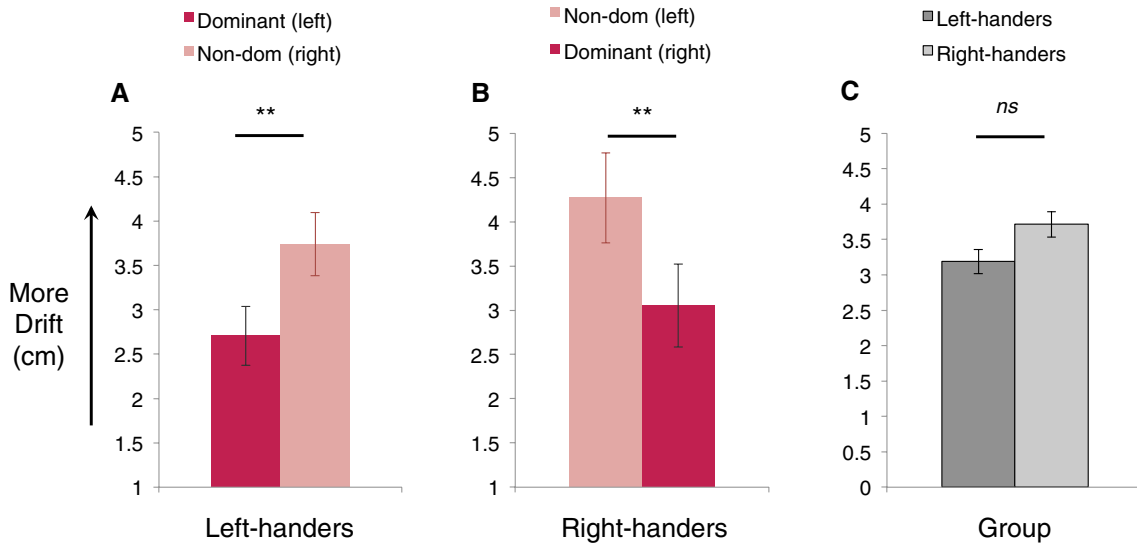 Dominant (left)
Non-dom (right)
A
**
5
4.5
4
3.5
3
2.5
2
1.5
1
More
Drift
(cm)
Left-handers
Non-dom (left)
Dominant (right)
B
**
5
4.5
4
3.5
3
2.5
2
1.5
1
Right-handers
Left-handers
Right-handers
C
ns
5
4.5
4
3.5
3
2.5
2
1.5
1
0.5
0
Group